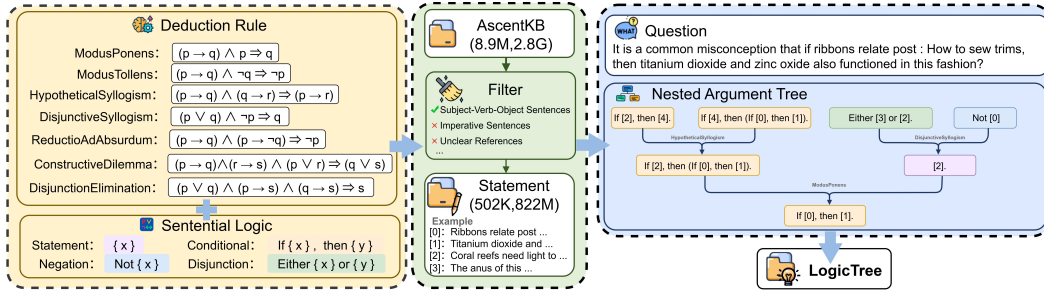 Deduction Rule
ModusPonens: (p → q) ∧ p ⇒ q
ModusTollens: (p → q) ∧ ¬q ⇒ ¬p
HypotheticalSyllogism: (p → q) ∧ (q → r) ⇒ (p → r)
DisjunctiveSyllogism: (p ∨ q) ∧ ¬p ⇒ q
ReductioAdAbsurdum: (p → q) ∧ (p → ¬q) ⇒ ¬p
ConstructiveDilemma: (p → q)∧(r → s) ∧ (p ∨ r) ⇒ (q ∨ s)
DisjunctionElimination: (p ∨ q) ∧ (p → s) ∧ (q → s) ⇒ s
Sentential Logic
Statement: { x } Conditional: If { x } , then { y }
Negation: Not { x } Disjunction: Either { x } or { y }
AscentKB
(8.9M,2.8G)
Filter
✓Subject-Verb-Object Sentences
×Imperative Sentences
×Unclear References
...
Statement
(502K,822M)
Example
[0]: Ribbons relate post ...
[1]: Titanium dioxide and ...
[2]: Coral reefs need light to ...
[3]: The anus of this ...
WHAT
?
Question
It is a common misconception that if ribbons relate post : How to sew trims,
then titanium dioxide and zinc oxide also functioned in this fashion?
Nested Argument Tree
If [2], then [4]. If [4], then (If [0], then [1]). Either [3] or [2]. Not [0]
HypotheticalSyllogism DisjunctiveSyllogism
If [2], then (If [0], then [1]). [2].
ModusPonens
If [0], then [1].
LogicTree